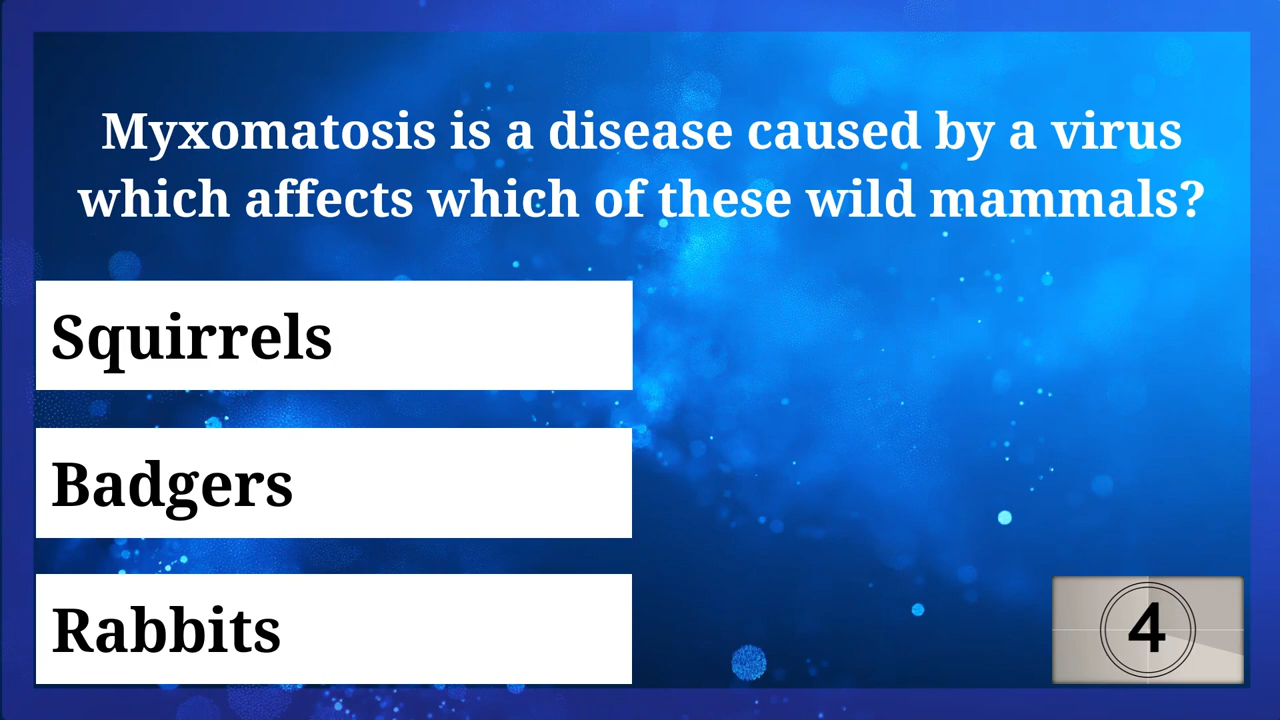 Myxomatosis is a disease caused by a virus
which affects which of these wild mammals?
Squirrels
Badgers
Rabbits
4